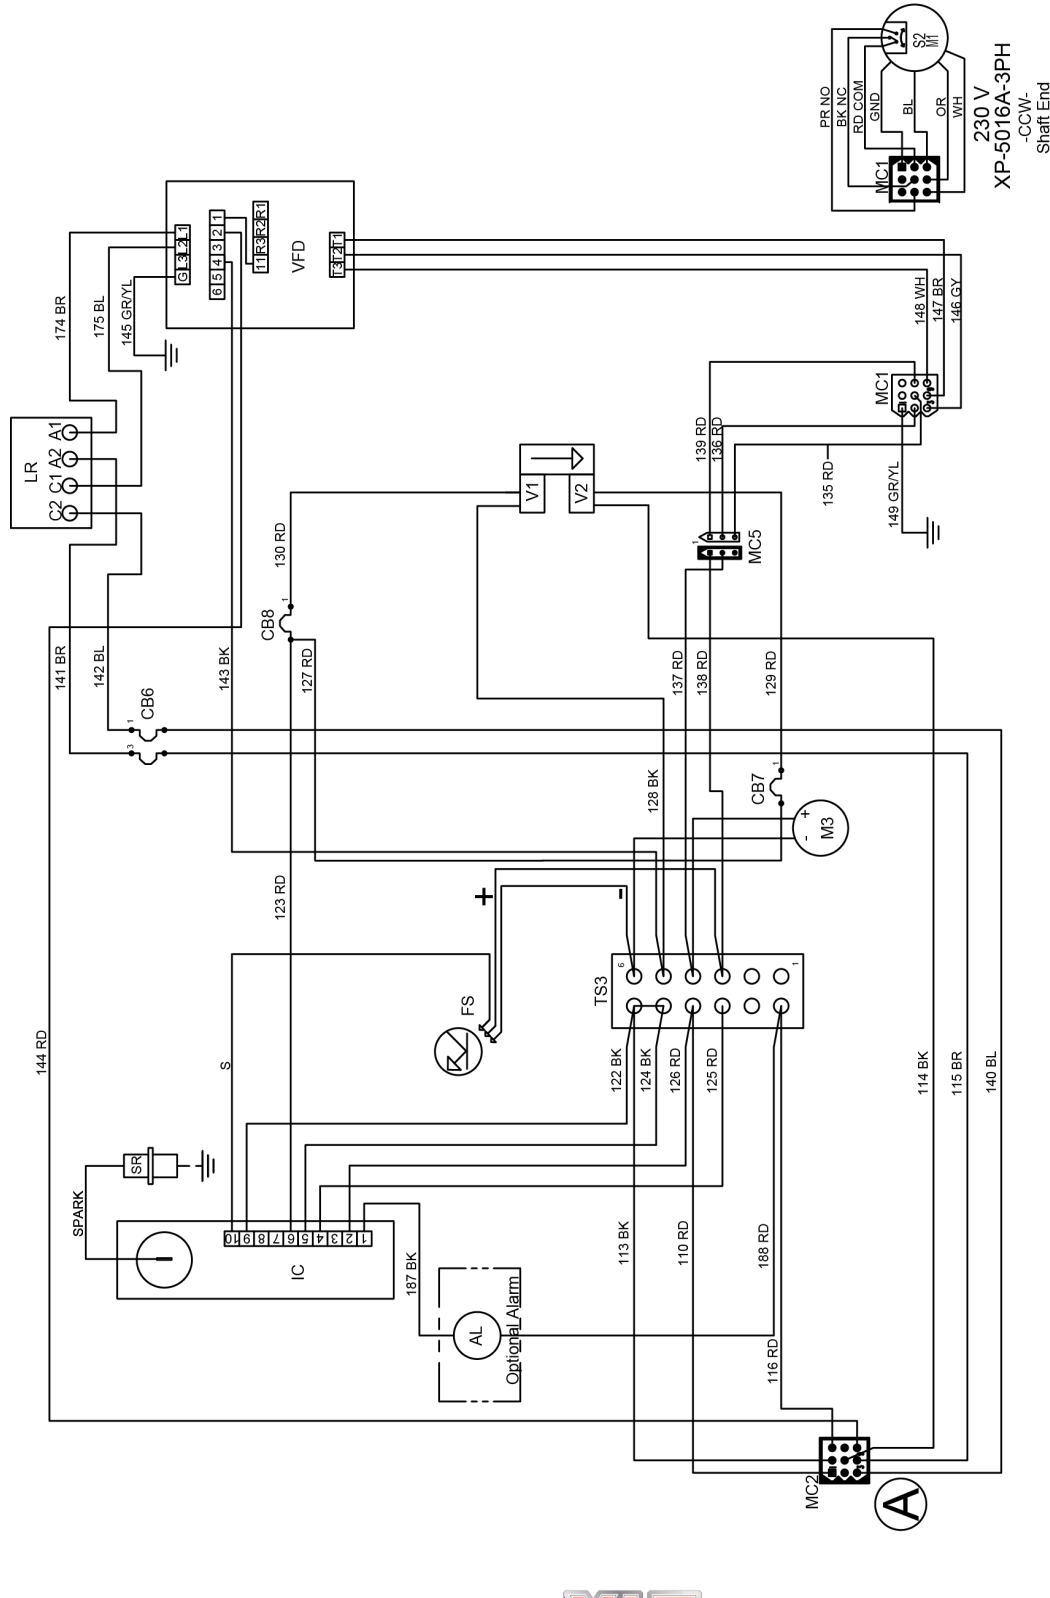 PR NO
BK NC
RD COM
GND
BL
OR
WH
S2
M1
MC1
230 V
XP-5016A-3PH
-CCW-
Shaft End
174 BR
175 BL
145 GR/YL
G L3 L2 L1
6 5 4 3 2 1
11 R3 R2 R1
VFD
T3 T2 T1
LR
C2 C1 A2 A1
148 WH
147 BR
146 GY
MC1
139 RD
136 RD
135 RD
149 GR/YL
V1
V2
1
MC5
130 RD
CB8
1
141 BR
142 BL
143 BK
127 RD
137 RD
138 RD
129 RD
CB6
1
3
128 BK
CB7
1
M3
- +
123 RD
+
-
TS3
6
1
FS
144 RD
S
122 BK
124 BK
126 RD
125 RD
114 BK
115 BR
140 BL
SR
SPARK
10 9 8 7 6 5 4 3 2 1
IC
187 BK
AL
Optional Alarm
113 BK
110 RD
188 RD
116 RD
MC2
A